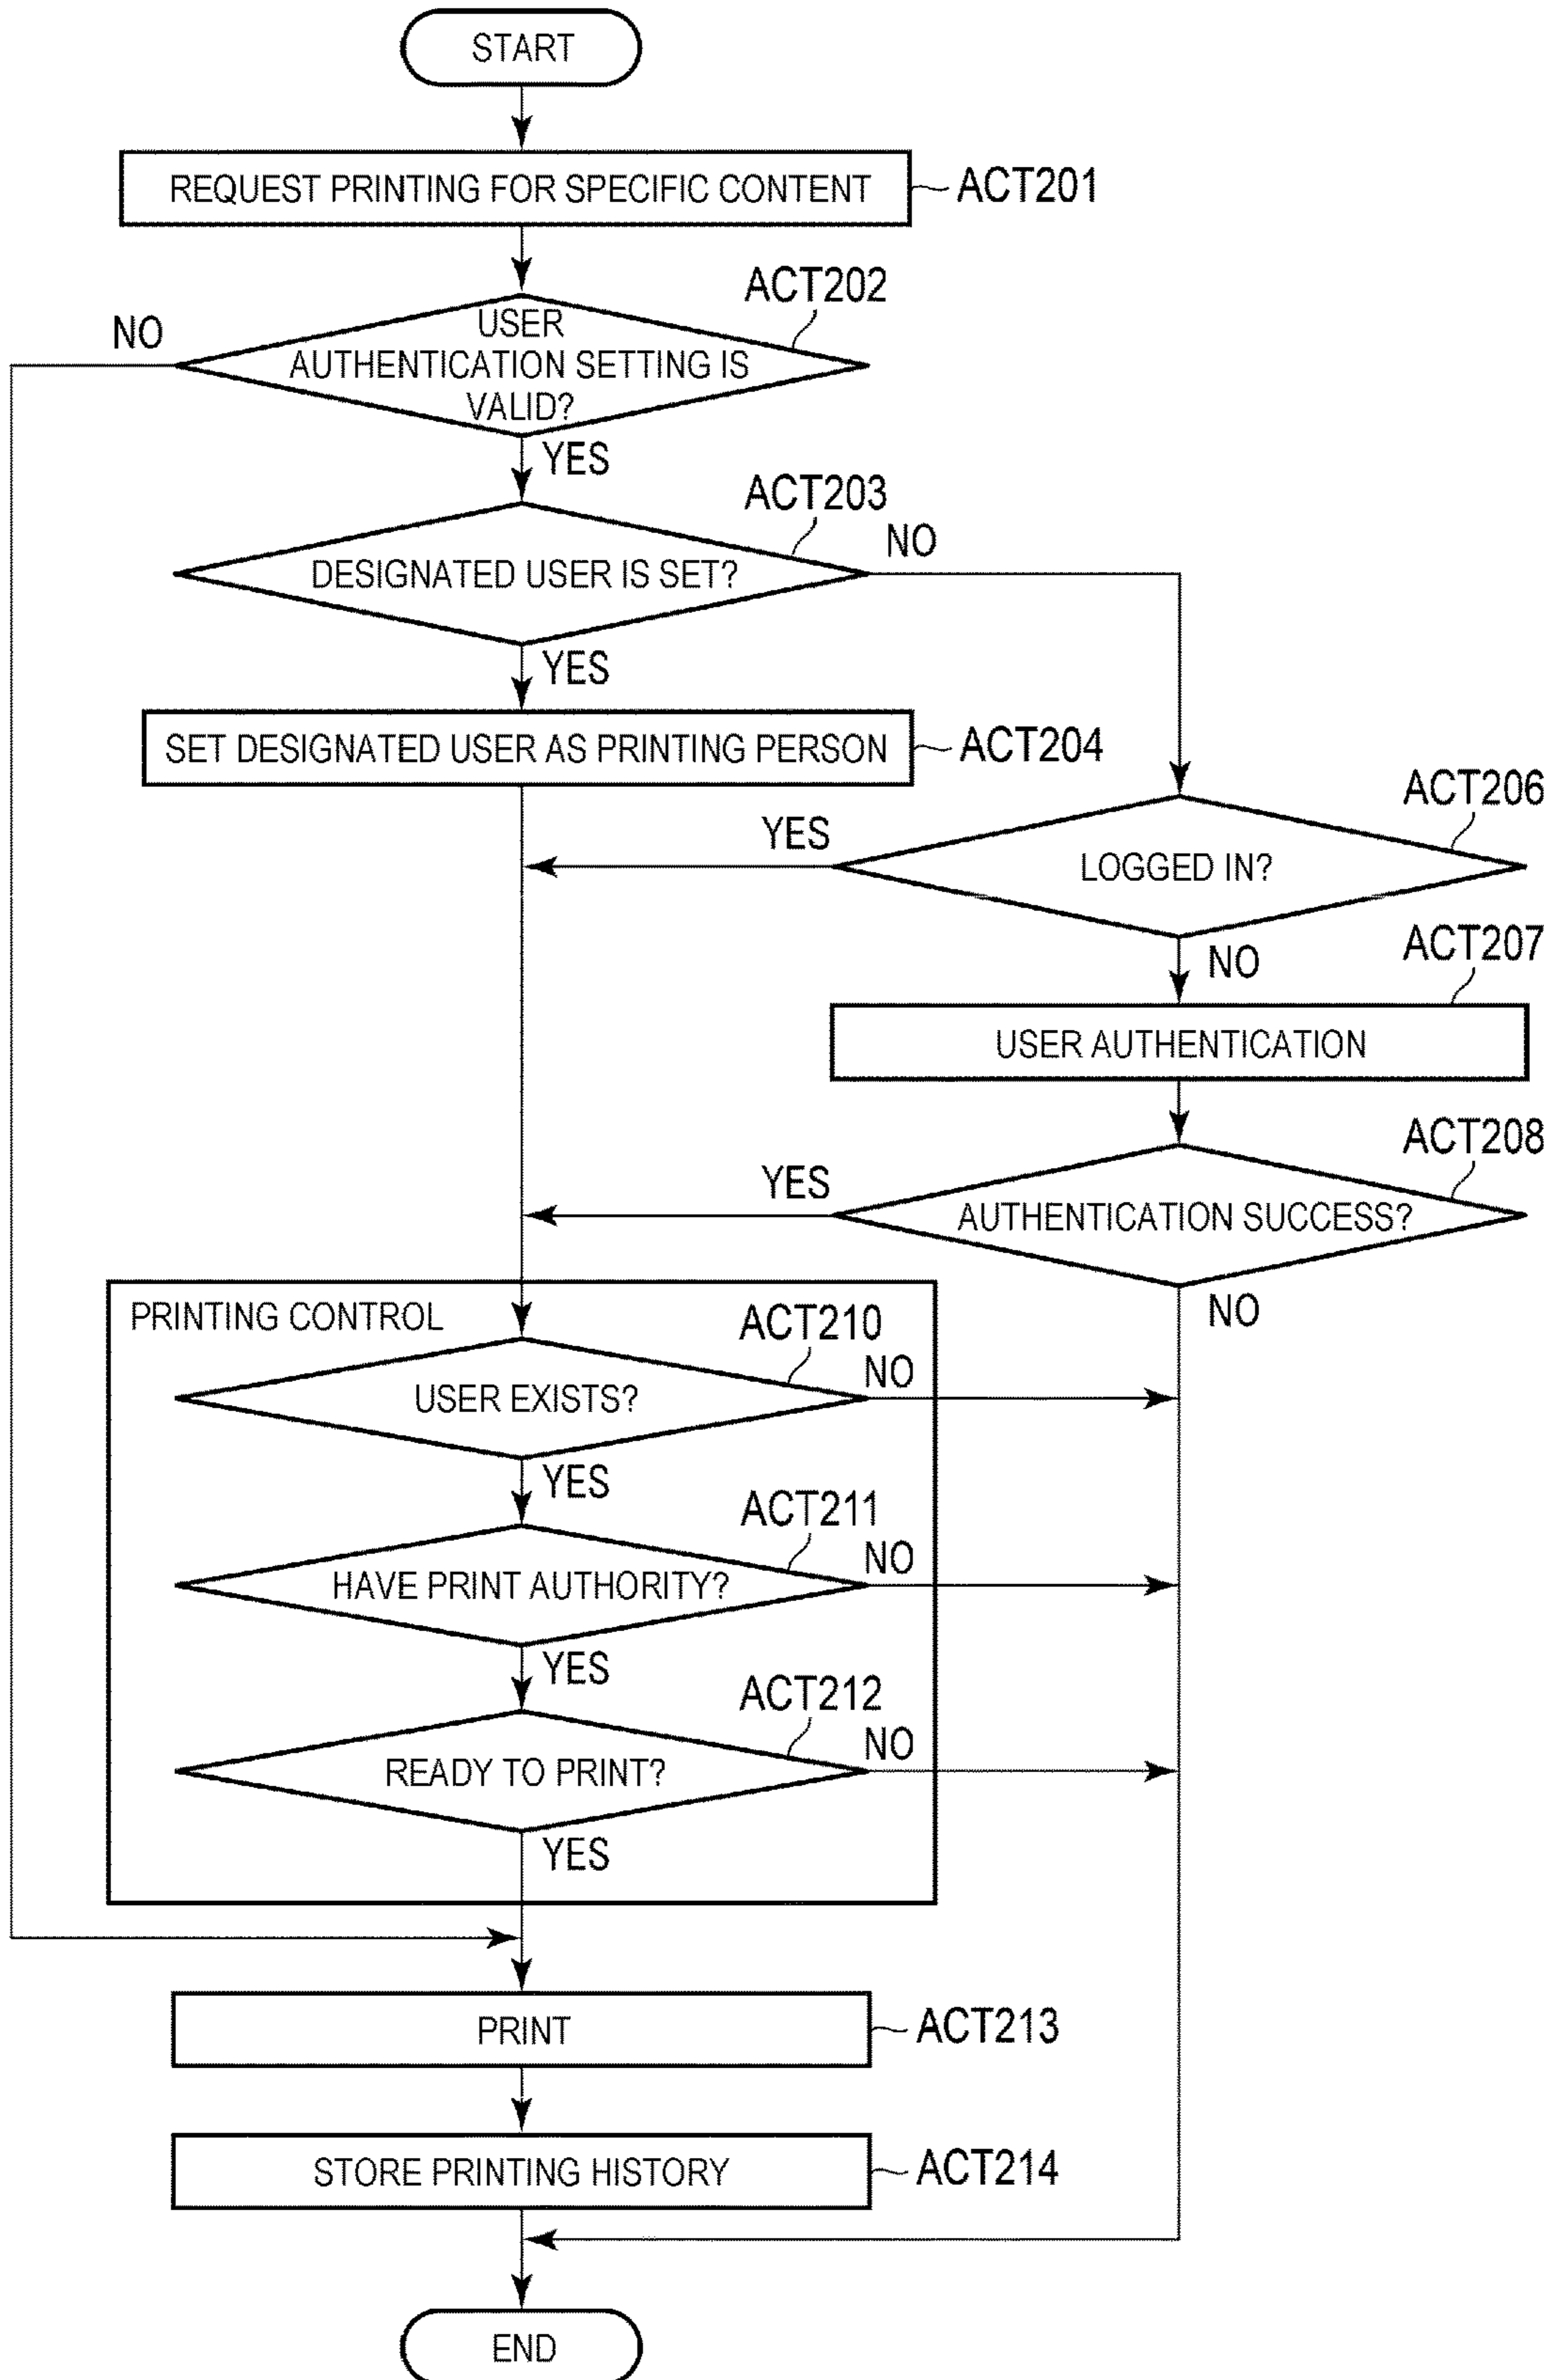 START
REQUEST PRINTING FOR SPECIFIC CONTENT
ACT201
ACT202
NO
USER
AUTHENTICATION SETTING IS
VALID?
YES
ACT203
NO
DESIGNATED USER IS SET?
YES
SET DESIGNATED USER AS PRINTING PERSON
ACT204
ACT206
YES
LOGGED IN?
NO
ACT207
USER AUTHENTICATION
ACT208
YES
AUTHENTICATION SUCCESS?
NO
PRINTING CONTROL
ACT210
NO
USER EXISTS?
YES
ACT211
NO
HAVE PRINT AUTHORITY?
YES
ACT212
NO
READY TO PRINT?
YES
PRINT
ACT213
STORE PRINTING HISTORY
ACT214
END